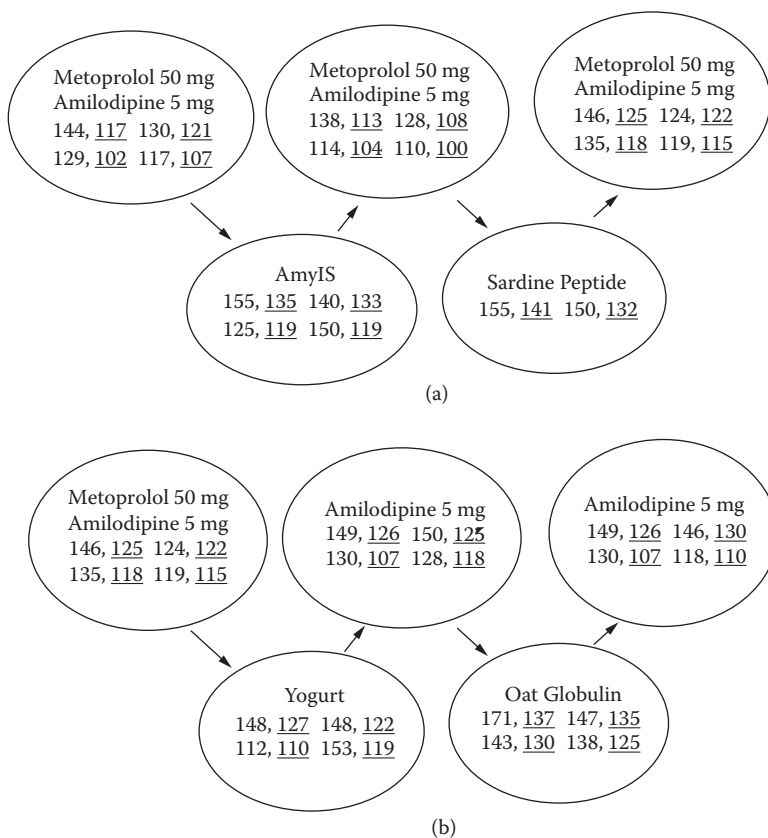 Metoprolol 50 mg
Amilodipine 5 mg
144, 117 130, 121
129, 102 117, 107
AmyIS
155, 135 140, 133
125, 119 150, 119
Metoprolol 50 mg
Amilodipine 5 mg
138, 113 128, 108
114, 104 110, 100
Sardine Peptide
155, 141 150, 132
Metoprolol 50 mg
Amilodipine 5 mg
146, 125 124, 122
135, 118 119, 115
(a)
Metoprolol 50 mg
Amilodipine 5 mg
146, 125 124, 122
135, 118 119, 115
Yogurt
148, 127 148, 122
112, 110 153, 119
Amilodipine 5 mg
149, 126 150, 125
130, 107 128, 118
Oat Globulin
171, 137 147, 135
143, 130 138, 125
Amilodipine 5 mg
149, 126 146, 130
130, 107 118, 110
(b)